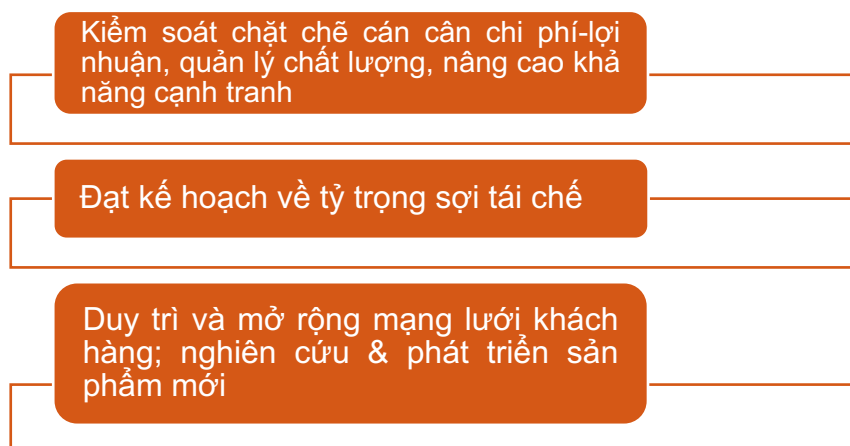 Kiểm soát chặt chẽ cán cân chi phí-lợi
nhuận, quản lý chất lượng, nâng cao khả
năng cạnh tranh
Đạt kế hoạch về tỷ trọng sợi tái chế
Duy trì và mở rộng mạng lưới khách
hàng; nghiên cứu & phát triển sản
phẩm mới